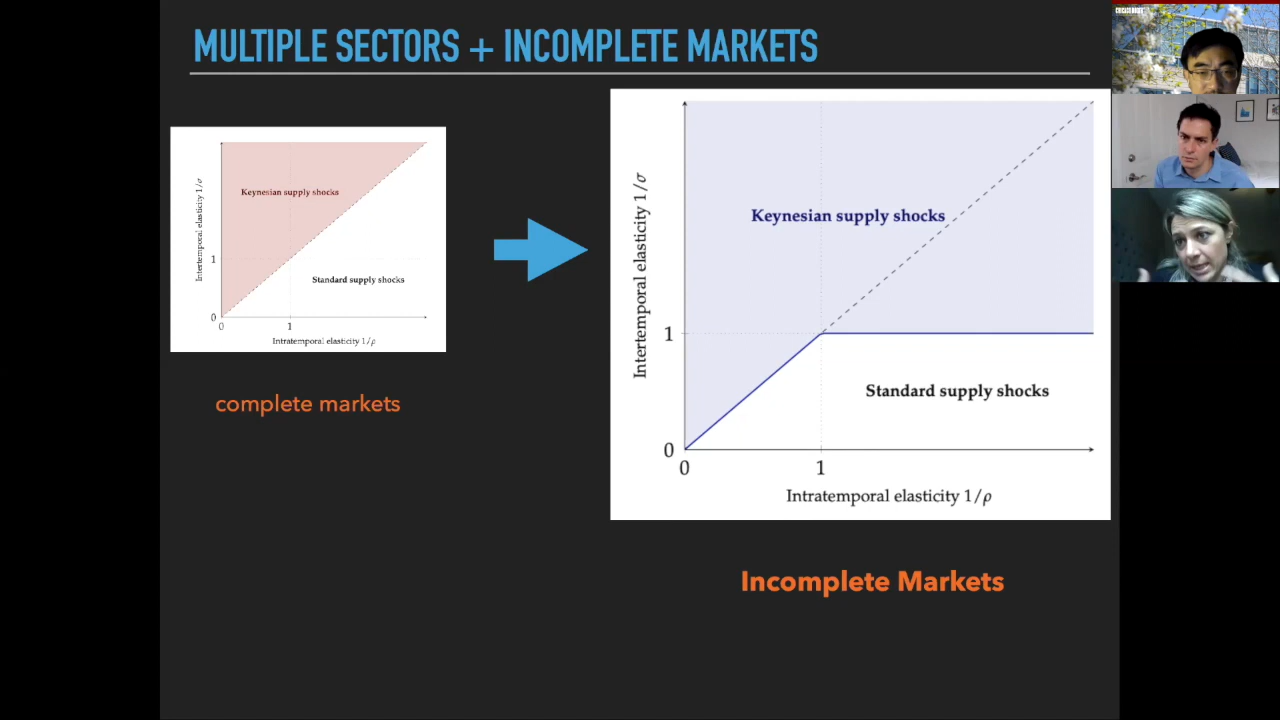 MULTIPLE SECTORS + INCOMPLETE MARKETS
Intertemporal elasticity 1/σ
Keynesian supply shocks
Standard supply shocks
1
0
0
1
Intratemporal elasticity 1/ρ
complete markets
Intertemporal elasticity 1/σ
Keynesian supply shocks
1
Standard supply shocks
0
0
1
Intratemporal elasticity 1/ρ
Incomplete Markets